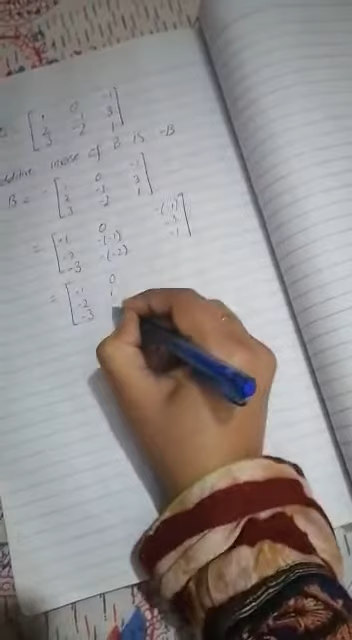 [1 0 -1]
[2 -1 3]
[3 -2 1]
inverse of B is -B
B = -[1 0 -1]
[2 -1 3]
[3 -2 1]
= [-1 0 -(-1)]
[-2 -(-1) -3]
[-3 -(-2) -1]
= [-1 0
[-2 1
[-3